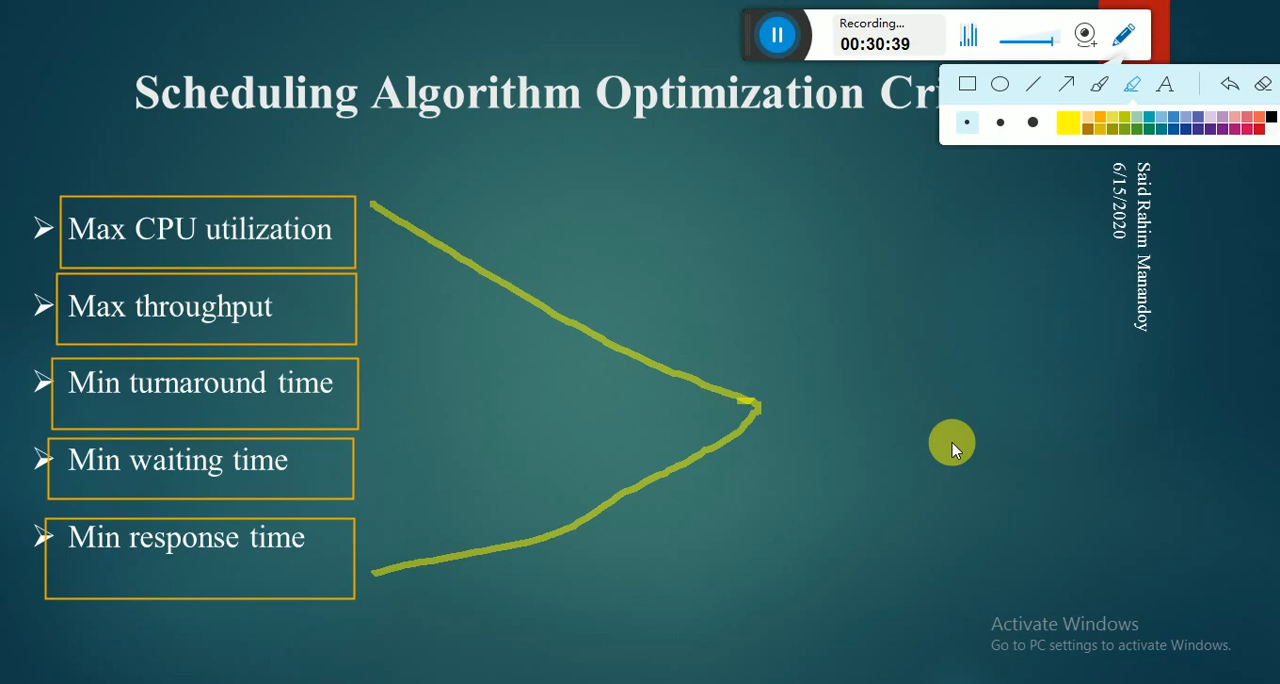 Recording...
00:30:39
Scheduling Algorithm Optimization Cri
A
Said Rahim Manandoy
6/15/2020
Max CPU utilization
Max throughput
Min turnaround time
Min waiting time
Min response time
Activate Windows
Go to PC settings to activate Windows.